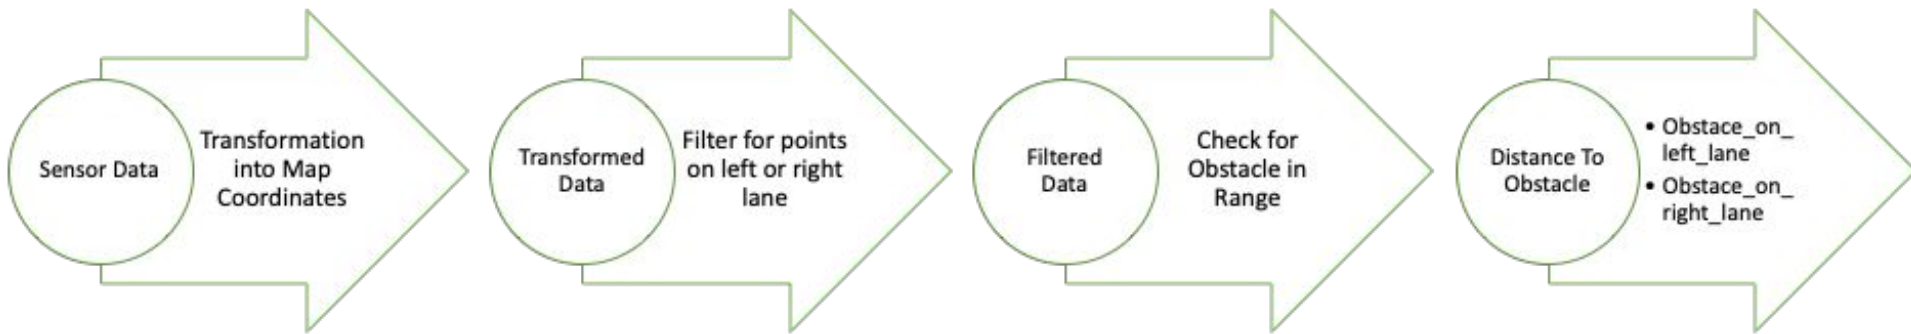 Sensor Data
Transformation
into Map
Coordinates
Transformed
Data
Filter for points
on left or right
lane
Filtered
Data
Check for
Obstacle in
Range
Distance To
Obstacle
• Obstace_on_
left_lane
• Obstace_on_
right_lane